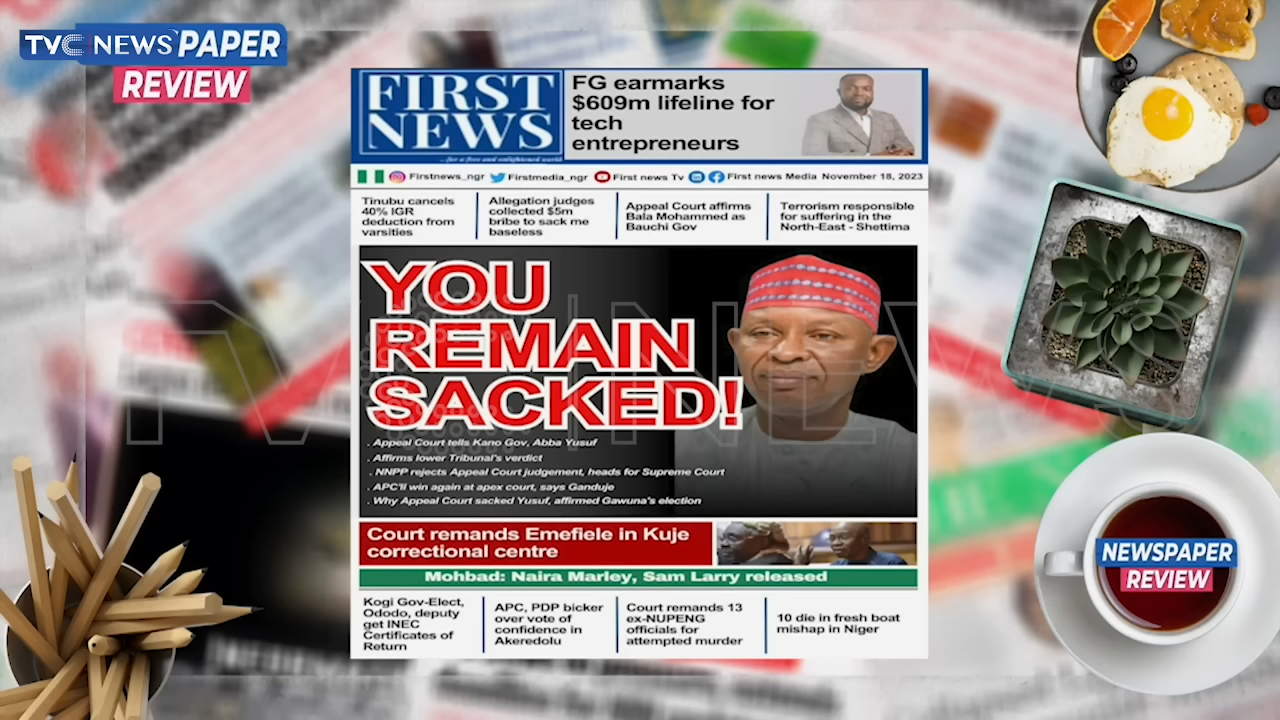 TVC NEWS PAPER
REVIEW
FIRST
NEWS
...for a free and enlightened world
FG earmarks
$609m lifeline for
tech
entrepreneurs
Firstnews_ngr Firstmedia_ngr First news Tv First news Media November 18, 2023
Tinubu cancels
40% IGR
deduction from
varsities
Allegation judges
collected $5m
bribe to sack me
baseless
Appeal Court affirms
Bala Mohammed as
Bauchi Gov
Terrorism responsible
for suffering in the
North-East - Shettima
YOU
REMAIN
SACKED!
. Appeal Court tells Kano Gov, Abba Yusuf
. Affirms lower Tribunal's verdict
. NNPP rejects Appeal Court judgement, heads for Supreme Court
. APC'll win again at apex court, says Ganduje
. Why Appeal Court sacked Yusuf, affirmed Gawuna's election
TVC NEWS
Court remands Emefiele in Kuje
correctional centre
Mohbad: Naira Marley, Sam Larry released
Kogi Gov-Elect,
Ododo, deputy
get INEC
Certificates of
Return
APC, PDP bicker
over vote of
confidence in
Akeredolu
Court remands 13
ex-NUPENG
officials for
attempted murder
10 die in fresh boat
mishap in Niger
NEWSPAPER
REVIEW